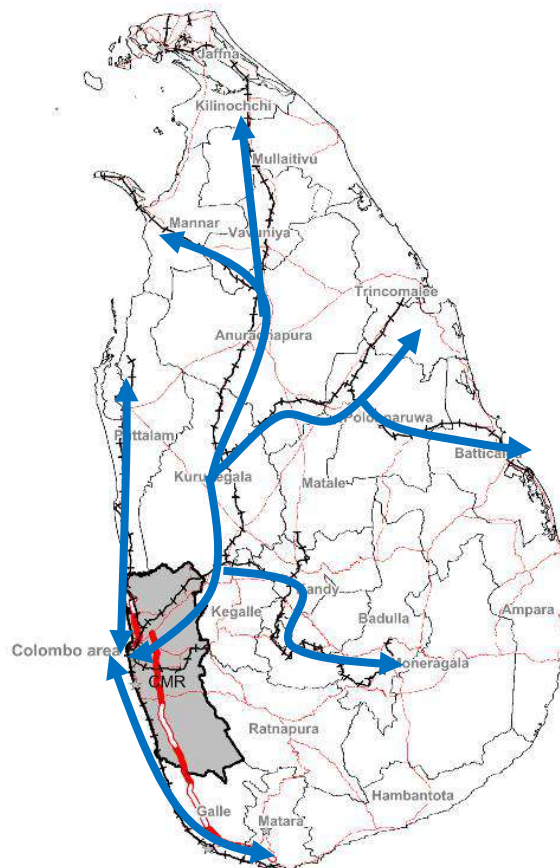 Jaffna
Kilinochchi
Mullaitivu
Mannar
Vavuniya
Trincomalee
Anuradhapura
Polonnaruwa
Puttalam
Batticaloa
Kurunegala
Matale
Kandy
Kegalle
Ampara
Badulla
Colombo area
Moneragala
CMR
Ratnapura
Hambantota
Galle
Matara